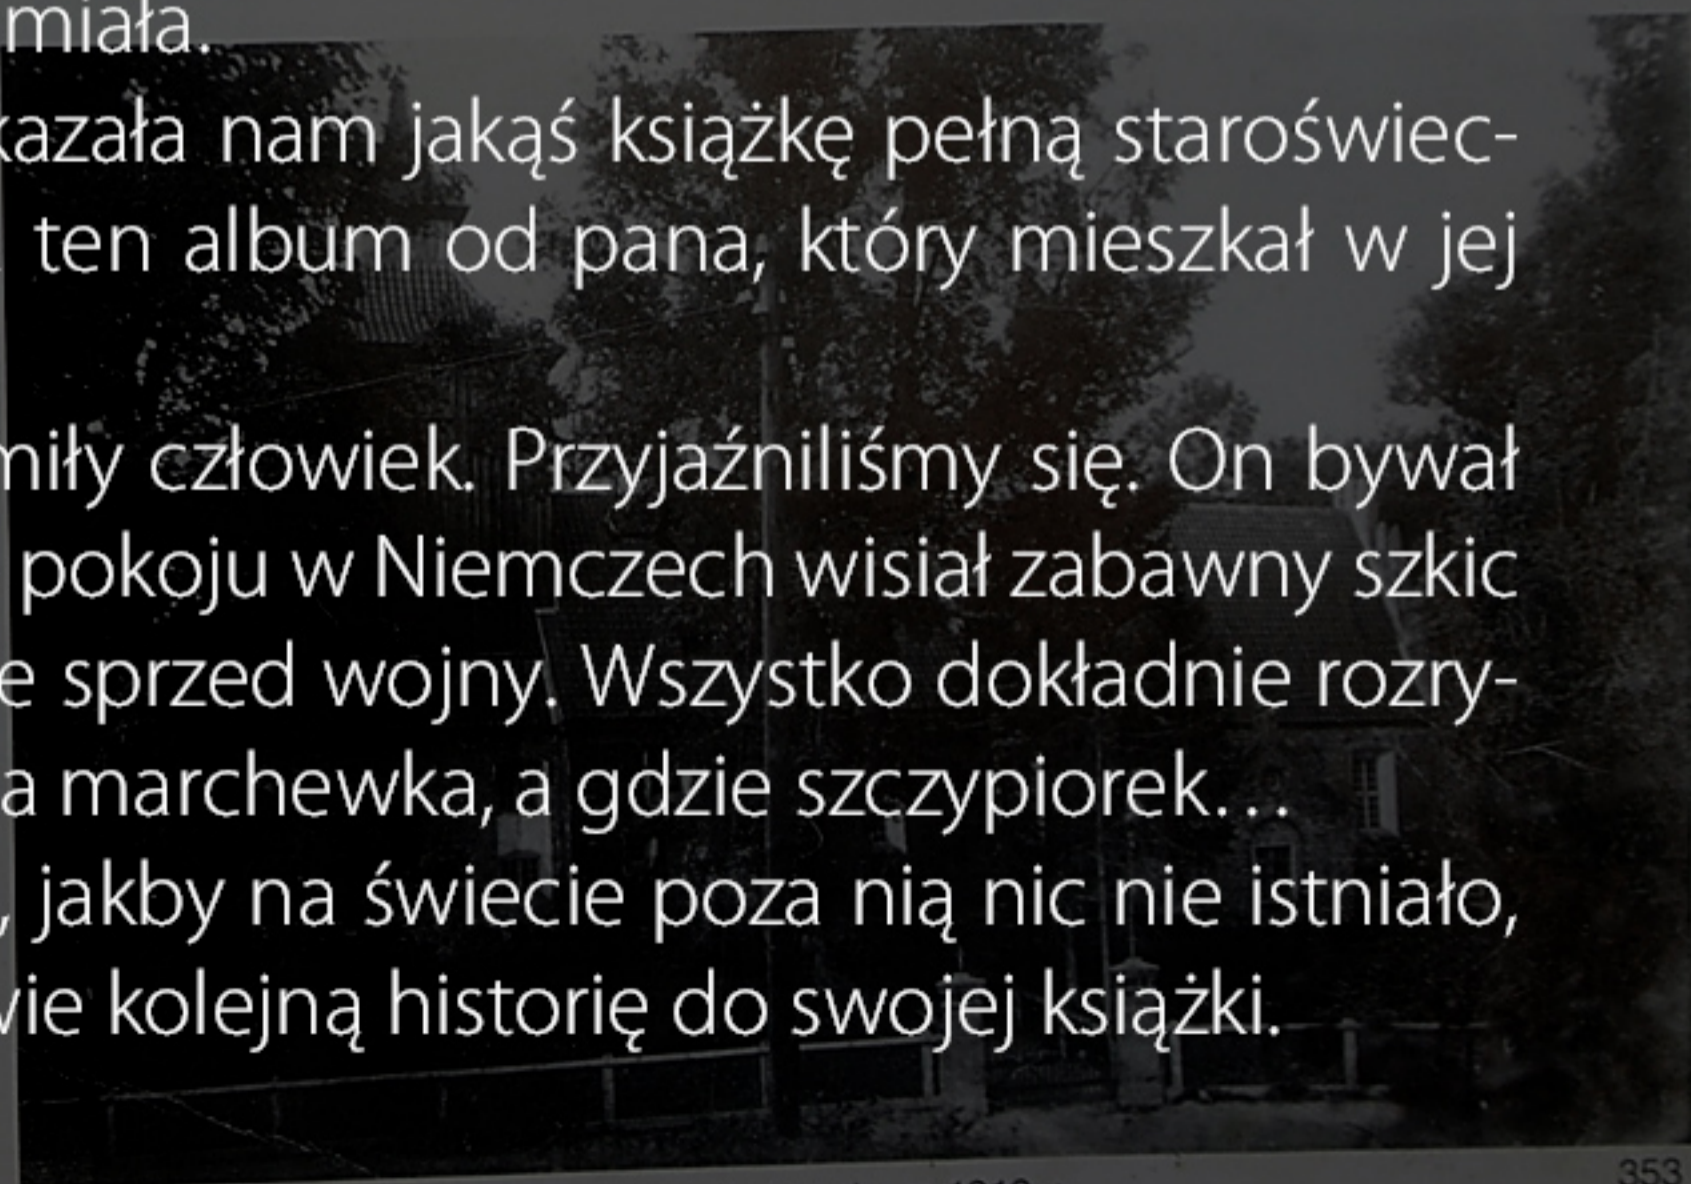 miała.
kazała nam jakąś książkę pełną staroświec-
ten album od pana, który mieszkał w jej
miły człowiek. Przyjaźniliśmy się. On bywał
pokoju w Niemczech wisiał zabawny szkic
e sprzed wojny. Wszystko dokładnie rozry-
a marchewka, a gdzie szczypiorek...
, jakby na świecie poza nią nic nie istniało,
wie kolejną historię do swojej książki.
353